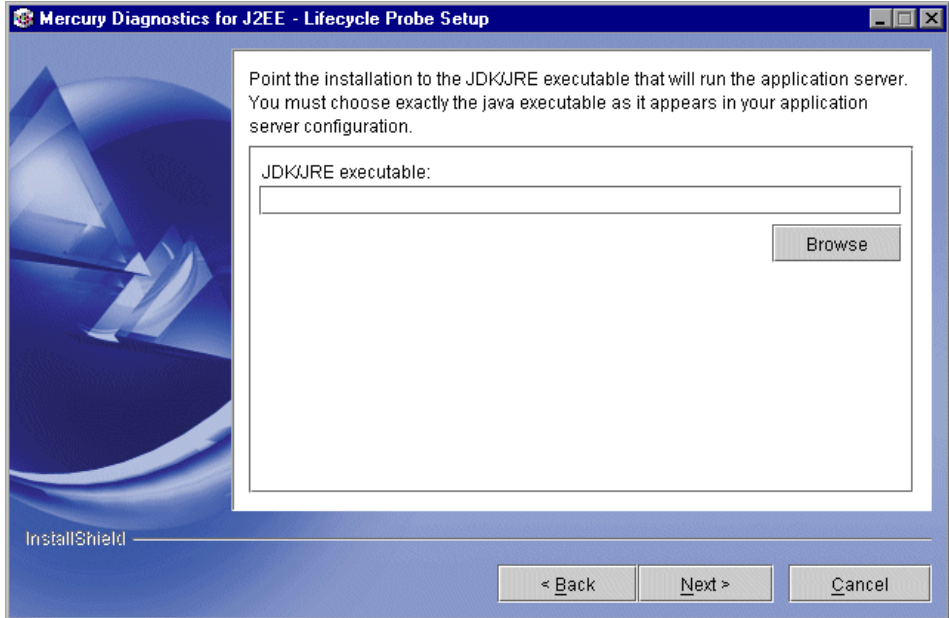 Mercury Diagnostics for J2EE - Lifecycle Probe Setup
Point the installation to the JDK/JRE executable that will run the application server.
You must choose exactly the java executable as it appears in your application
server configuration.
JDK/JRE executable:
Browse
InstallShield
< Back
Next >
Cancel